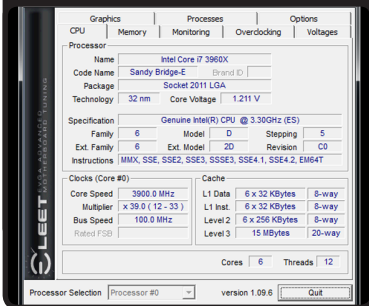 Graphics Processes Options
CPU Memory Monitoring Overclocking Voltages
Processor
Name Intel Core i7 3960X
Code Name Sandy Bridge-E Brand ID
Package Socket 2011 LGA
Technology 32 nm Core Voltage 1.211 V
Specification Genuine Intel(R) CPU @ 3.30GHz (ES)
Family 6 Model D Stepping 5
Ext. Family 6 Ext. Model 2D Revision C0
Instructions MMX, SSE, SSE2, SSE3, SSSE3, SSE4.1, SSE4.2, EM64T
Clocks (Core #0) Cache
Core Speed 3900.0 MHz L1 Data 6 x 32 KBytes 8-way
Multiplier x 39.0 ( 12 - 33 ) L1 Inst. 6 x 32 KBytes 8-way
Bus Speed 100.0 MHz Level 2 6 x 256 KBytes 8-way
Rated FSB Level 3 15 MBytes 20-way
Cores 6 Threads 12
Processor Selection Processor #0 version 1.09.6 Quit
ELEET
EVGA ADVANCED
MOTHERBOARD TUNING